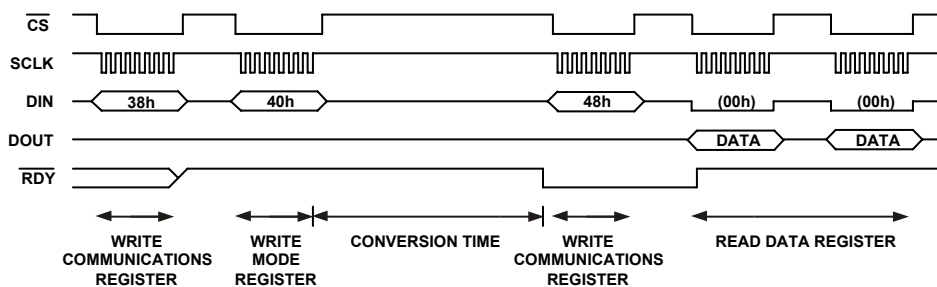 CS
SCLK
DIN 38h 40h 48h (00h) (00h)
DOUT DATA DATA
RDY
WRITE
COMMUNICATIONS
REGISTER
WRITE
MODE
REGISTER
CONVERSION TIME
WRITE
COMMUNICATIONS
REGISTER
READ DATA REGISTER